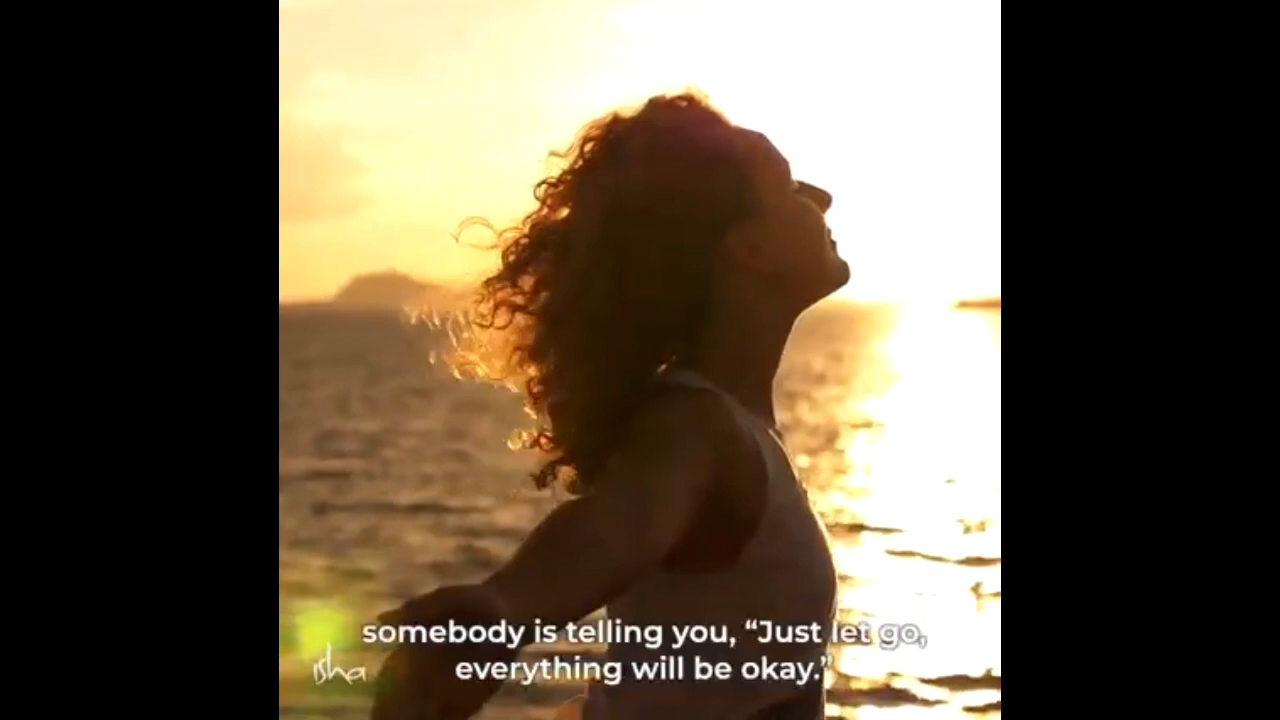 somebody is telling you, “Just let go,
everything will be okay.”
isha